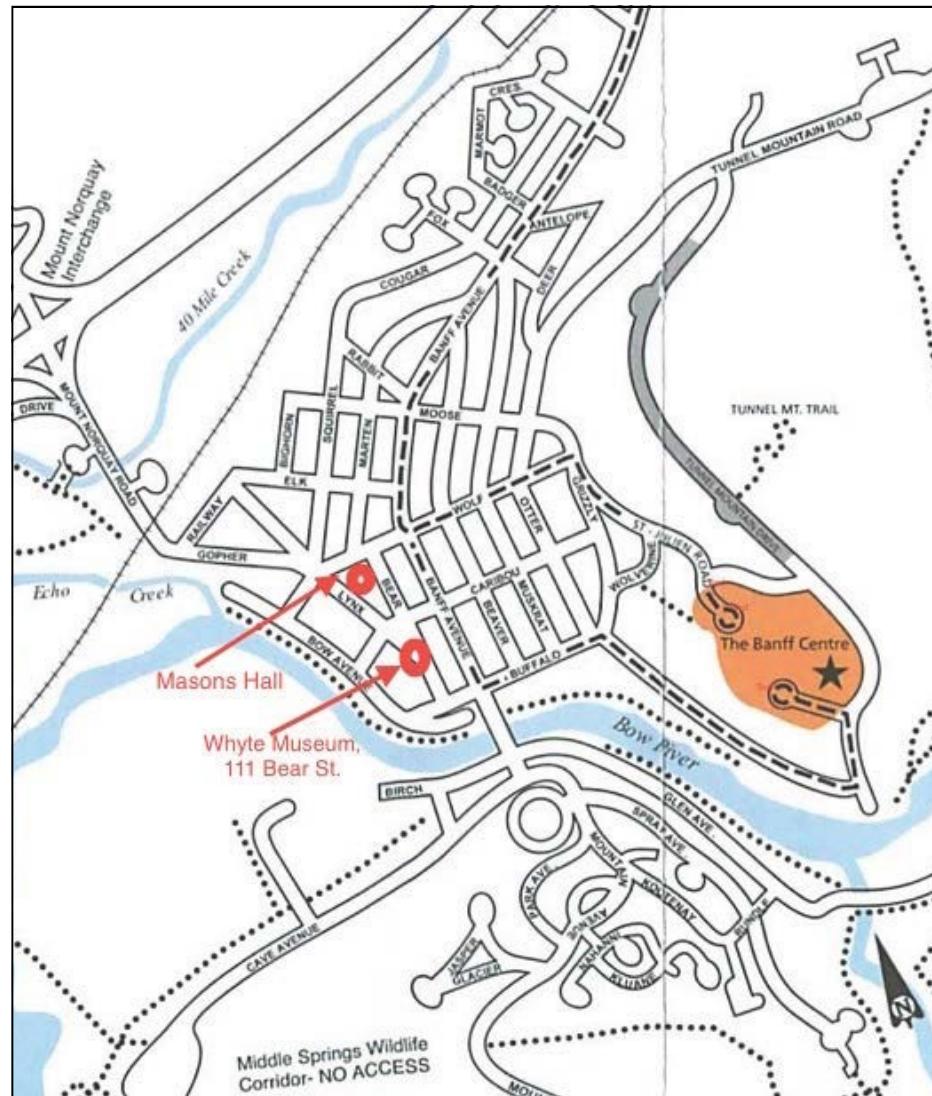 CRES.
MARMOT
BADGER
TUNNEL MOUNTAIN ROAD
Mount Norquay
Interchange
FOX
ANTELOPE
40 Mile Creek
COUGAR
DEER
BANFF AVENUE
RABBIT
DRIVE
MOUNT NORQUAY ROAD
SQUIRREL
MOOSE
TUNNEL MT. TRAIL
BIGHORN
MARTEN
ELK
TUNNEL MOUNTAIN DRIVE
RAILWAY
WOLF
OTTER
GRIZZLY
GOPHER
ST-JULIEN ROAD
WOLVERINE
Echo Creek
LYNX
BEAR
BANFF AVENUE
CARIBOU
MUSKRAT
BEAVER
The Banff Centre
BOW AVENUE
BUFFALO
Masons Hall
Whyte Museum,
111 Bear St.
Bow River
BIRCH
GLEN AVE.
SPRAY AVE
MOUNTAIN
AVENUE
PARK AVE
KOOTENAY
RUNDLE
NAHANNI
KLUANE
CAVE AVENUE
JASPER
GLACIER
N
Middle Springs Wildlife
Corridor- NO ACCESS